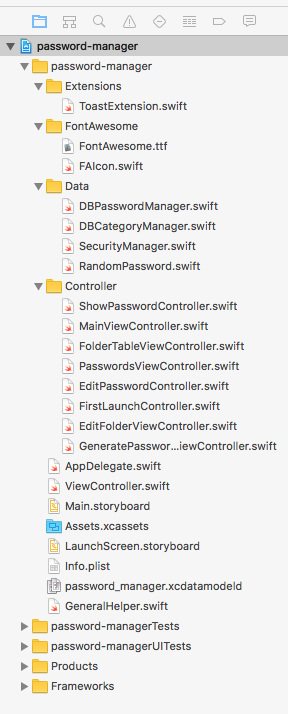 password-manager
password-manager
Extensions
ToastExtension.swift
FontAwesome
FontAwesome.ttf
FAIcon.swift
Data
DBPasswordManager.swift
DBCategoryManager.swift
SecurityManager.swift
RandomPassword.swift
Controller
ShowPasswordController.swift
MainViewController.swift
FolderTableViewController.swift
PasswordsViewController.swift
EditPasswordController.swift
FirstLaunchController.swift
EditFolderViewController.swift
GeneratePasswor...iewController.swift
AppDelegate.swift
ViewController.swift
Main.storyboard
Assets.xcassets
LaunchScreen.storyboard
Info.plist
password_manager.xcdatamodeld
GeneralHelper.swift
password-managerTests
password-managerUITests
Products
Frameworks